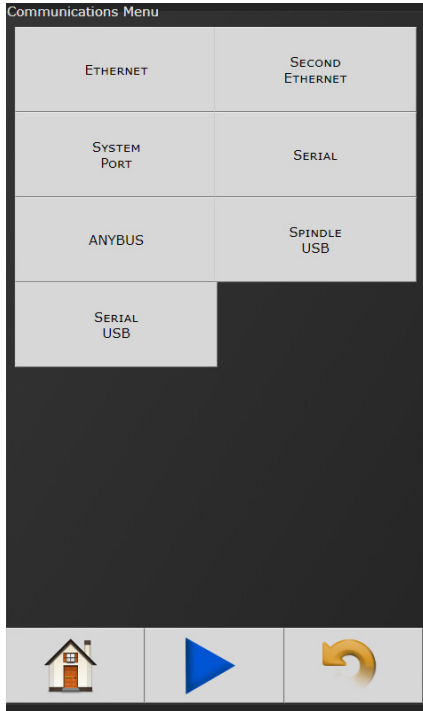 Communications Menu
Ethernet
Second
Ethernet
System
Port
Serial
ANYBUS
Spindle
USB
Serial
USB